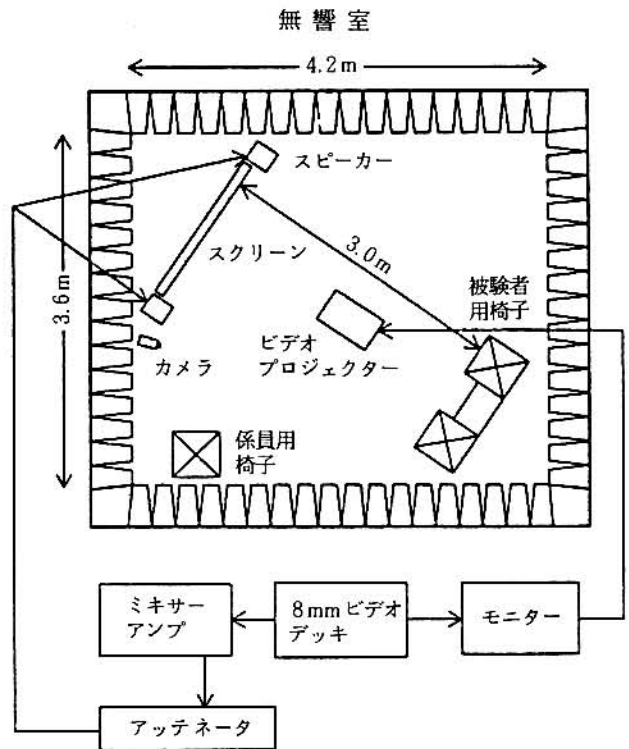 無響室
4.2m
スピーカー
スクリーン
3.0m
3.6m
被験者
用椅子
カメラ
ビデオ
プロジェクター
係員用
椅子
ミキサー
アンプ
8mmビデオ
デッキ
モニター
アッテネータ